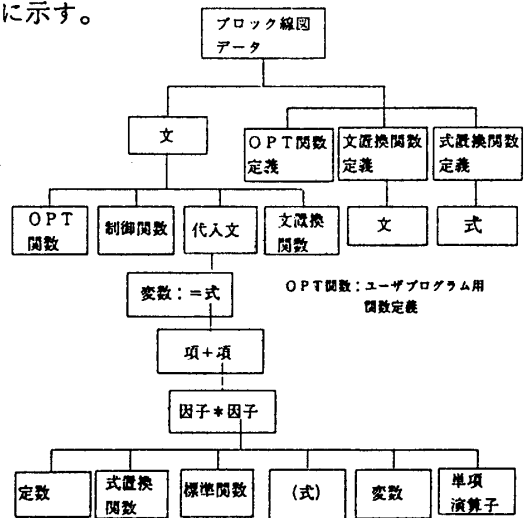 に示す。
ブロック線図
データ
文
OPT関数
定義
文置換関数
定義
式置換関数
定義
OPT
関数
制御関数
代入文
文置換
関数
文
式
変数:=式
OPT関数:ユーザプログラム用
関数定義
項+項
因子*因子
定数
式置換
関数
標準関数
(式)
変数
単項
演算子